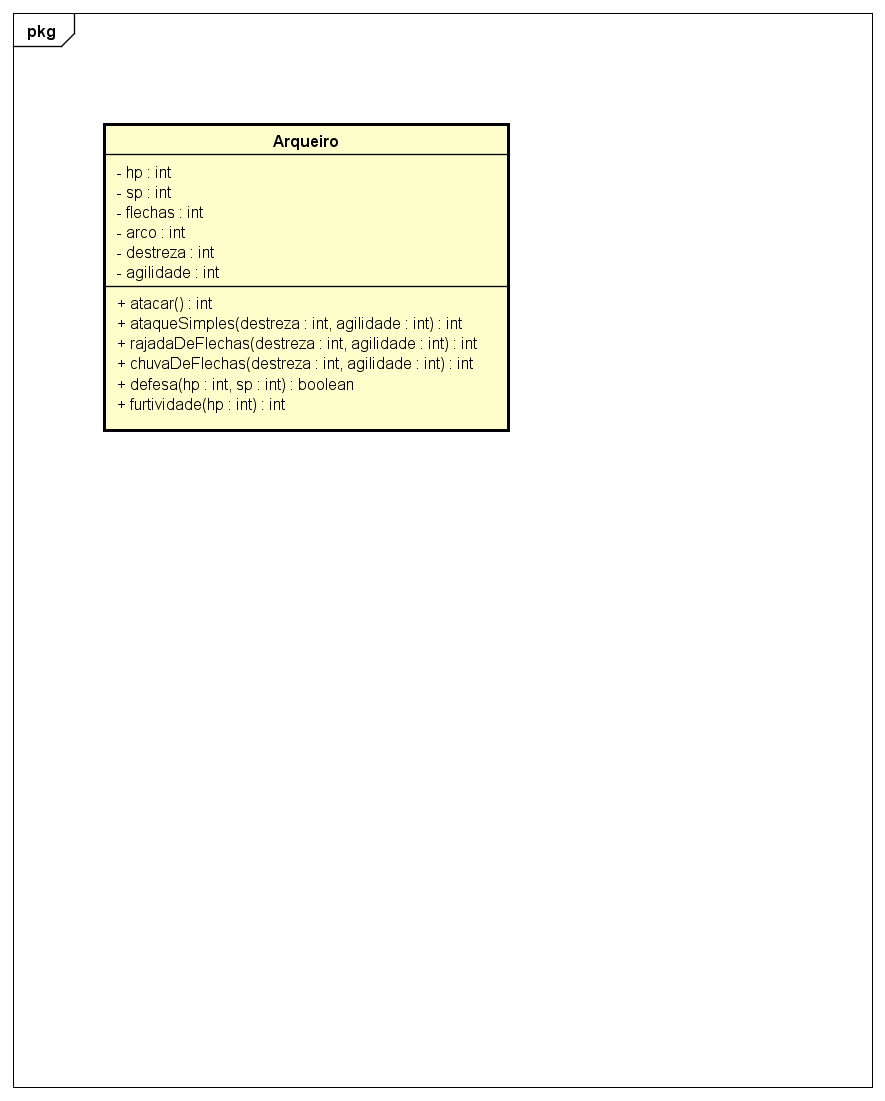 pkg
Arqueiro
- hp : int
- sp : int
- flechas : int
- arco : int
- destreza : int
- agilidade : int
+ atacar() : int
+ ataqueSimples(destreza : int, agilidade : int) : int
+ rajadaDeFlechas(destreza : int, agilidade : int) : int
+ chuvaDeFlechas(destreza : int, agilidade : int) : int
+ defesa(hp : int, sp : int) : boolean
+ furtividade(hp : int) : int